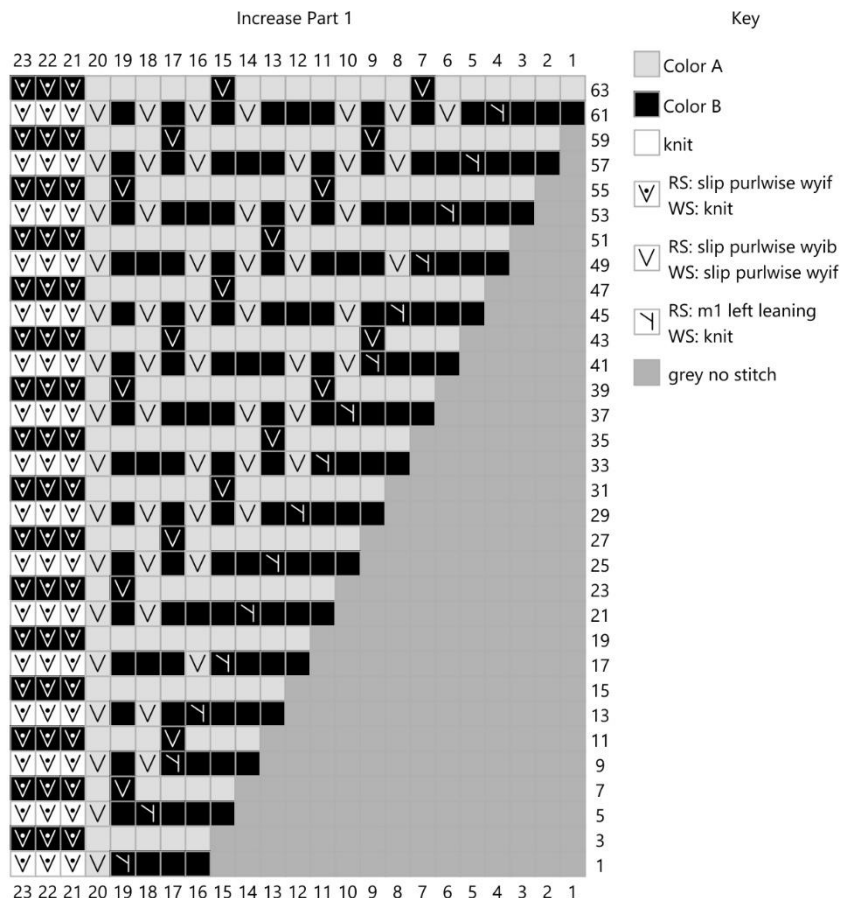 Increase Part 1
Key
23 22 21 20 19 18 17 16 15 14 13 12 11 10 9 8 7 6 5 4 3 2 1
63
61
59
57
55
53
51
49
47
45
43
41
39
37
35
33
31
29
27
25
23
21
19
17
15
13
11
9
7
5
3
1
23 22 21 20 19 18 17 16 15 14 13 12 11 10 9 8 7 6 5 4 3 2 1
Color A
Color B
knit
RS: slip purlwise wyif
WS: knit
RS: slip purlwise wyib
WS: slip purlwise wyif
RS: m1 left leaning
WS: knit
grey no stitch